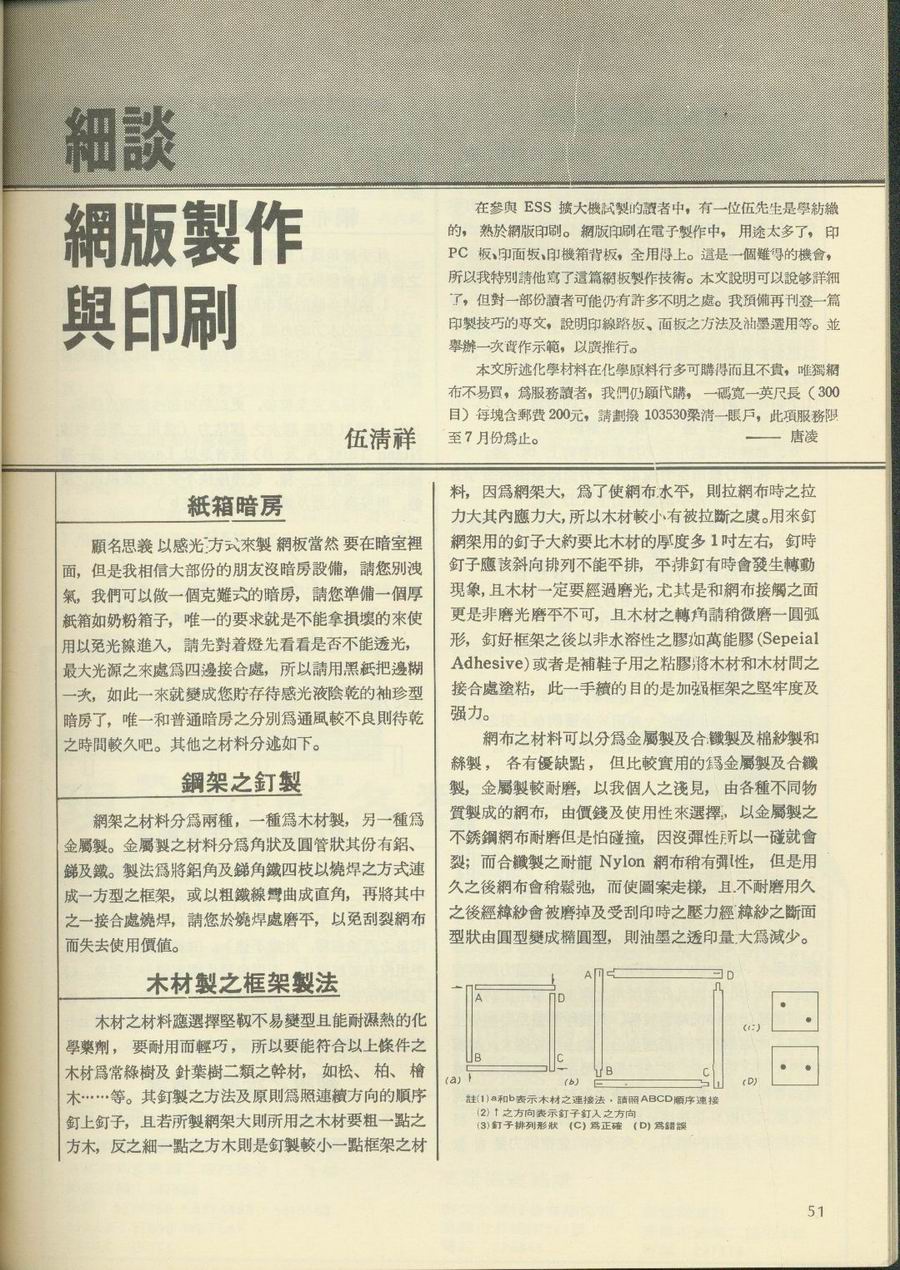 細談
網版製作
與印刷
伍清祥
在參與 ESS 擴大機試製的讀者中，有一位伍先生是學紡織
的，熟於網版印刷。網版印刷在電子製作中，用途太多了，印
PC 板、印面板、印機箱背板，全用得上。這是一個難得的機會，
所以我特別請他寫了這篇網板製作技術。本文說明可以說够詳細
了，但對一部份讀者可能仍有許多不明之處。我預備再刊登一篇
印製技巧的專文，說明印線路板、面板之方法及油墨選用等。並
舉辦一次實作示範，以廣推行。
本文所述化學材料在化學原料行多可購得而且不貴，唯獨網
布不易買，爲服務讀者，我們仍願代購，一碼寬一英尺長（300
目）每塊含郵費200元，請劃撥 103530梁清一賬戶，此項服務限
至7月份爲止。 —— 唐凌
紙箱暗房
顧名思義以感光方式來製網板當然要在暗室裡
面，但是我相信大部份的朋友沒暗房設備，請您別洩
氣，我們可以做一個克難式的暗房，請您準備一個厚
紙箱如奶粉箱子，唯一的要求就是不能拿損壞的來使
用以免光線進入，請先對着燈先看看是否不能透光，
最大光源之來處爲四邊接合處，所以請用黑紙把邊糊
一次，如此一來就變成您貯存待感光液陰乾的袖珍型
暗房了，唯一和普通暗房之分別爲通風較不良則待乾
之時間較久吧。其他之材料分述如下。
鋼架之釘製
網架之材料分爲兩種，一種爲木材製，另一種爲
金屬製。金屬製之材料分爲角狀及圓管狀其份有鋁、
銻及鐵。製法爲將鋁角及銻角鐵四枝以燒焊之方式連
成一方型之框架，或以粗鐵線彎曲成直角，再將其中
之一接合處燒焊，請您於燒焊處磨平，以免刮裂網布
而失去使用價值。
木材製之框架製法
木材之材料應選擇堅靱不易變型且能耐濕熱的化
學藥劑，要耐用而輕巧，所以要能符合以上條件之
木材爲常綠樹及針葉樹二類之幹材，如松、柏、檜
木……等。其釘製之方法及原則爲照連續方向的順序
釘上釘子，且若所製網架大則所用之木材要粗一點之
方木，反之細一點之方木則是釘製較小一點框架之材
料，因爲網架大，爲了使網布水平，則拉網布時之拉
力大其內應力大，所以木材較小有被拉斷之虞。用來釘
網架用的釘子大約要比木材的厚度多1吋左右，釘時
釘子應該斜向排列不能平排，平排釘有時會發生轉動
現象，且木材一定要經過磨光，尤其是和網布接觸之面
更是非磨光磨平不可，且木材之轉角請稍微磨一圓弧
形，釘好框架之後以非水溶性之膠如萬能膠(Sepeial
Adhesive)或者是補鞋子用之粘膠將木材和木材間之
接合處塗粘，此一手續的目的是加强框架之堅牢度及
强力。
網布之材料可以分爲金屬製及合纖製及棉紗製和
絲製，各有優缺點，但比較實用的爲金屬製及合纖
製，金屬製較耐磨，以我個人之淺見，由各種不同物
質製成的網布，由價錢及使用性來選擇，以金屬製之
不銹鋼網布耐磨但是怕碰撞，因沒彈性所以一碰就會
裂；而合纖製之耐龍 Nylon 網布稍有彈性，但是用
久之後網布會稍鬆弛，而使圖案走樣，且不耐磨用久
之後經緯紗會被磨掉及受刮印時之壓力經緯紗之斷面
型狀由圓型變成橢圓型，則油墨之透印量大爲減少。
A D B C (a)
A D B C (b)
(C)
(D)
註(1) a和b表示木材之連接法，請照ABCD順序連接
(2) ↑之方向表示釘子釘入之方向
(3) 釘子排列形狀 (C) 爲正確 (D) 爲錯誤
51